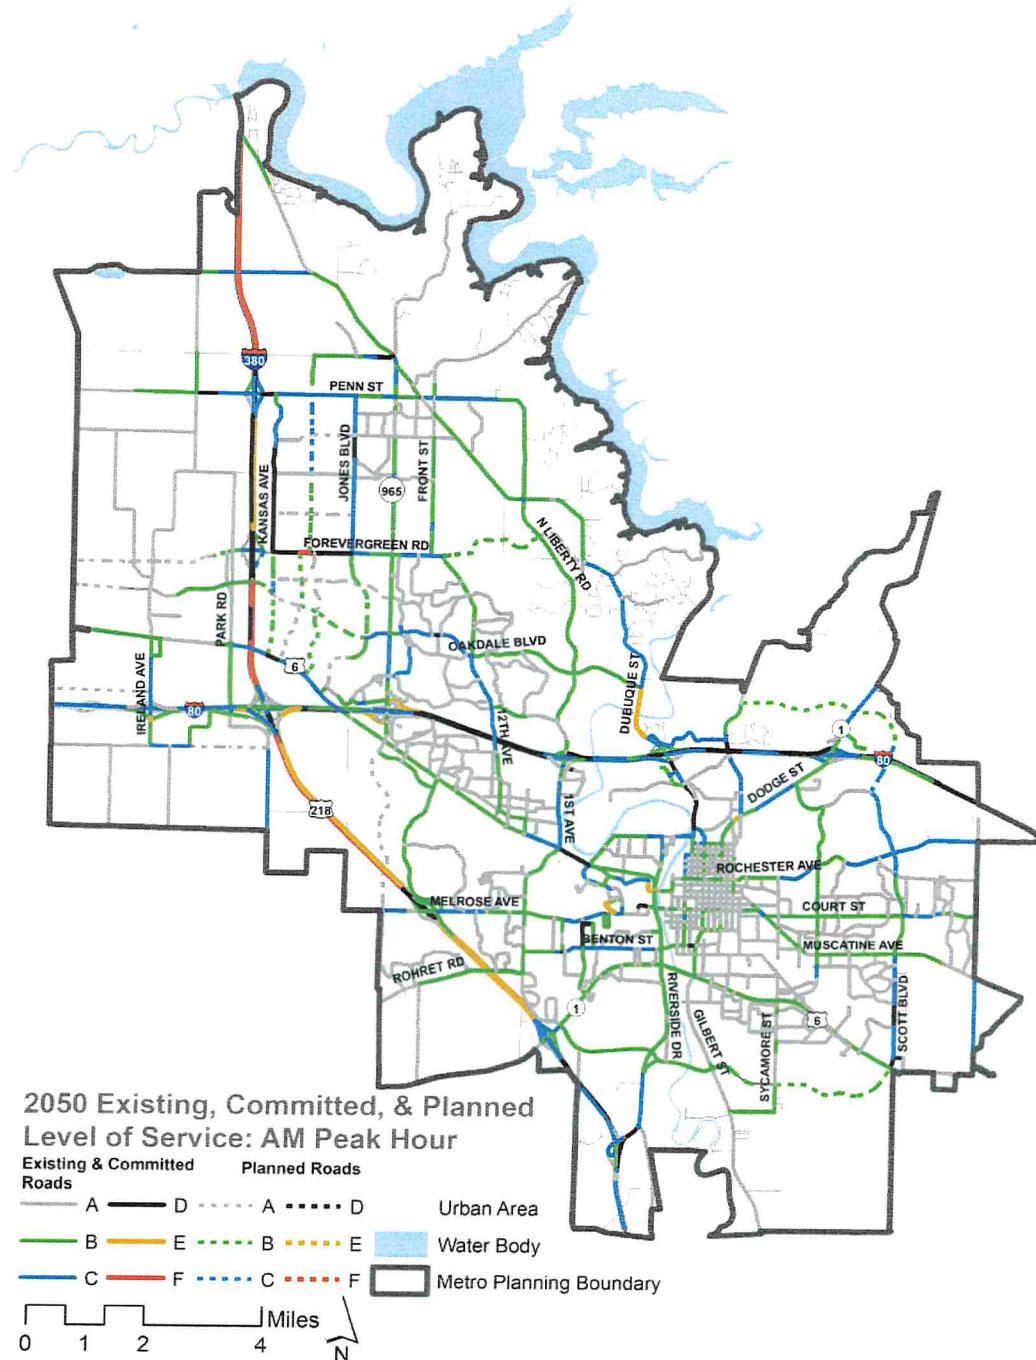 380
PENN ST
JONES BLVD
FRONT ST
KANSAS AVE
965
N LIBERTY RD
FOREVERGREEN RD
PARK RD
OAKDALE BLVD
6
IRELAND AVE
80
12TH AVE
DUBUQUE ST
1
80
DODGE ST
218
1ST AVE
ROCHESTER AVE
MELROSE AVE
COURT ST
BENTON ST
MUSCATINE AVE
ROHRET RD
1
RIVERSIDE DR
GILBERT ST
SYCAMORE ST
6
SCOTT BLVD
2050 Existing, Committed, & Planned
Level of Service: AM Peak Hour
Existing & Committed Roads
Planned Roads
A D A D Urban Area
B E B E Water Body
C F C F Metro Planning Boundary
Miles
0 1 2 4 N